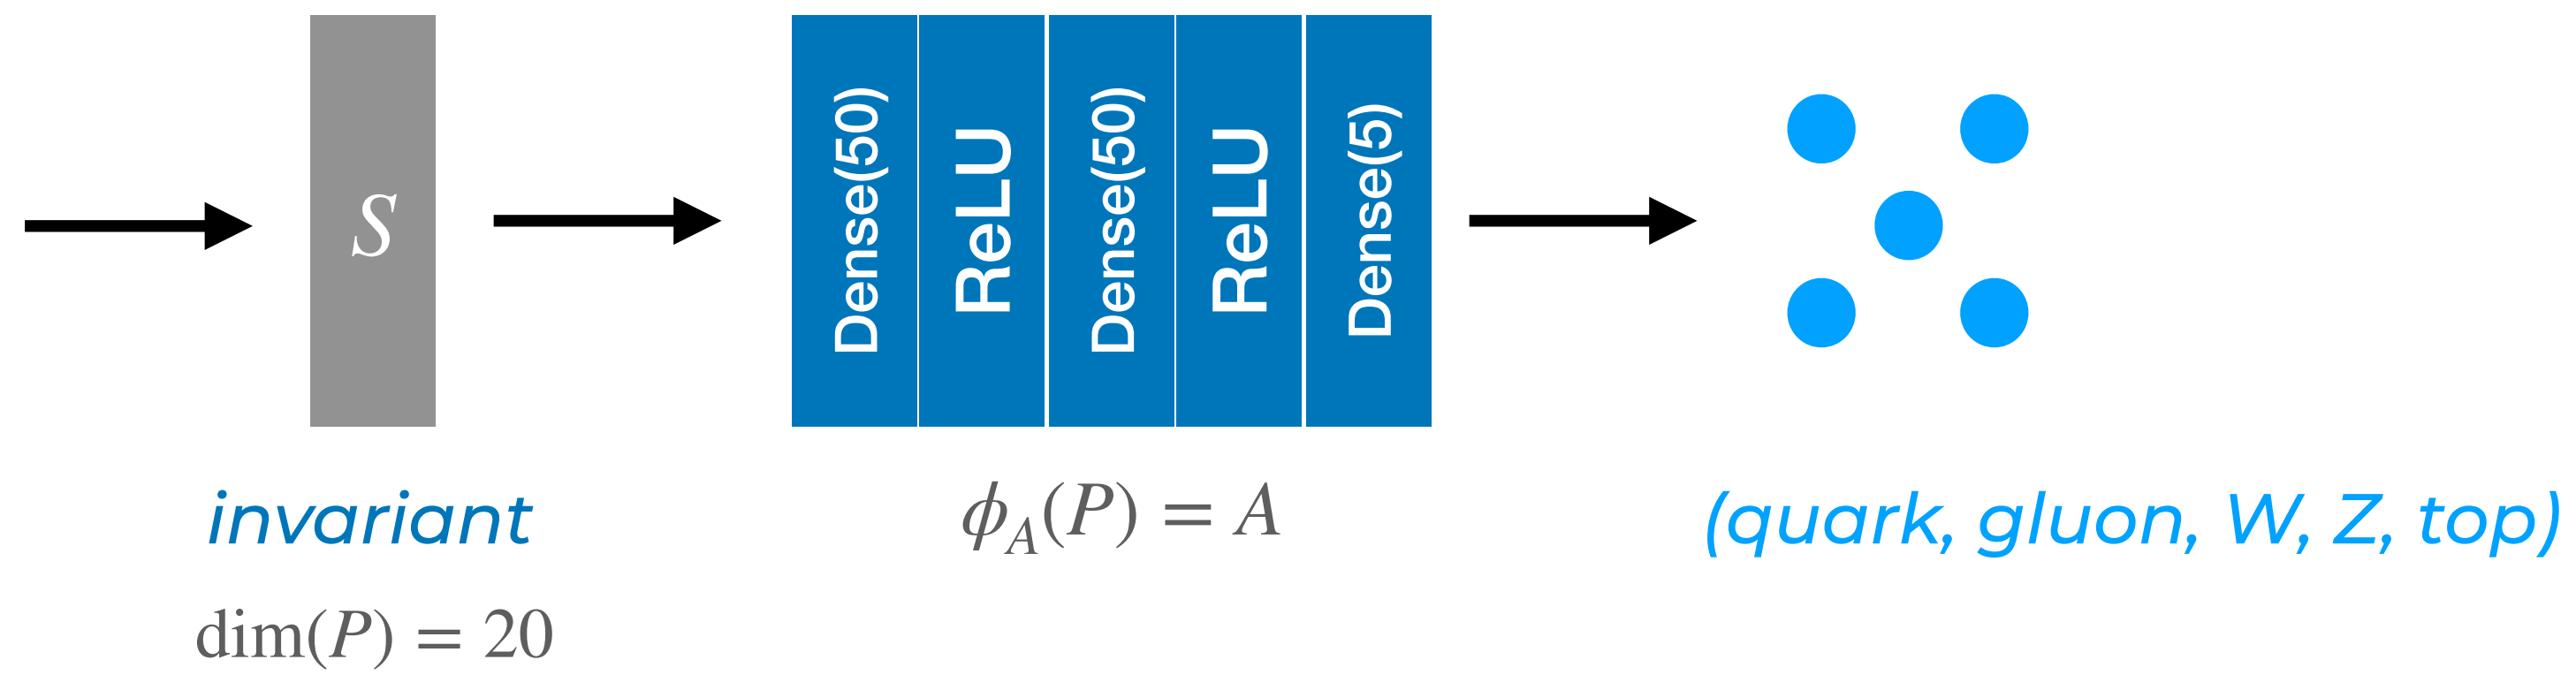 S
Dense(50)
ReLU
Dense(50)
ReLU
Dense(5)
invariant
ϕ_A(P) = A
(quark, gluon, W, Z, top)
dim(P) = 20